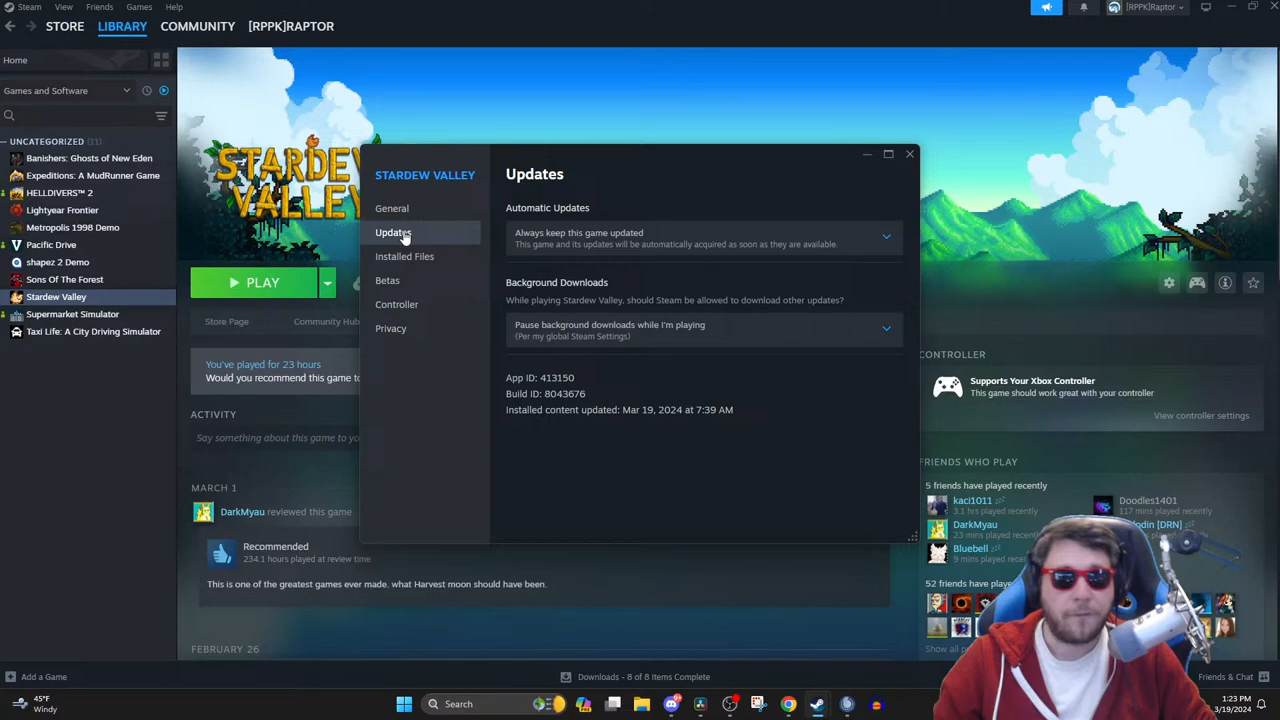 Steam View Friends Games Help
[RPPK]Raptor
STORE LIBRARY COMMUNITY [RPPK]RAPTOR
Home
Games and Software
UNCATEGORIZED (11)
Banishers: Ghosts of New Eden
Expeditions: A MudRunner Game
HELLDIVERS™ 2
Lightyear Frontier
Metropolis 1998 Demo
Pacific Drive
shapez 2 Demo
Sons Of The Forest
Stardew Valley
Supermarket Simulator
Taxi Life: A City Driving Simulator
STARDEW
VALLEY
PLAY
Store Page Community Hub
You've played for 23 hours
Would you recommend this game to
ACTIVITY
Say something about this game to yo
MARCH 1
DarkMyau reviewed this game
Recommended
234.1 hours played at review time
This is one of the greatest games ever made, what Harvest moon should have been.
FEBRUARY 26
STARDEW VALLEY
General
Updates
Installed Files
Betas
Controller
Privacy
Updates
Automatic Updates
Always keep this game updated
This game and its updates will be automatically acquired as soon as they are available.
Background Downloads
While playing Stardew Valley, should Steam be allowed to download other updates?
Pause background downloads while I'm playing
(Per my global Steam Settings)
App ID: 413150
Build ID: 8043676
Installed content updated: Mar 19, 2024 at 7:39 AM
CONTROLLER
Supports Your Xbox Controller
This game should work great with your controller
View controller settings
FRIENDS WHO PLAY
5 friends have played recently
kaci1011 zzz
3.1 hrs played recently
Doodles1401
117 mins played recently
DarkMyau
23 mins played recently
[DRN] zzz
mins played recently
Bluebell zzz
52 friends have play
Show all
Add a Game
Downloads - 8 of 8 Items Complete
Friends & Chat
45°F
Windy
Search
1:23 PM
3/19/2024